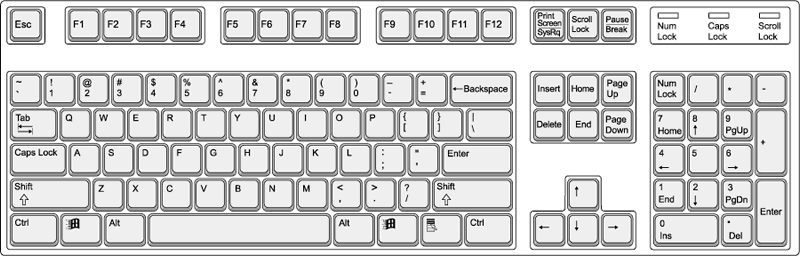 Esc F1 F2 F3 F4 F5 F6 F7 F8 F9 F10 F11 F12 Print Screen SysRq Scroll Lock Pause Break Num Lock Caps Lock Scroll Lock
~ ! @ # $ % ^ & * ( ) - + ←Backspace Insert Home Page Up Num Lock / * -
` 1 2 3 4 5 6 7 8 9 0 - =
Tab Q W E R T Y U I O P { [ } ] | \ Delete End Page Down 7 Home 8 ↑ 9 PgUp +
Caps Lock A S D F G H J K L : ; " , Enter 4 ← 5 6 →
Shift Z X C V B N M < , > . ? / Shift ↑ 1 End 2 ↓ 3 PgDn Enter
Ctrl Alt Alt Ctrl ← ↓ → 0 Ins * Del